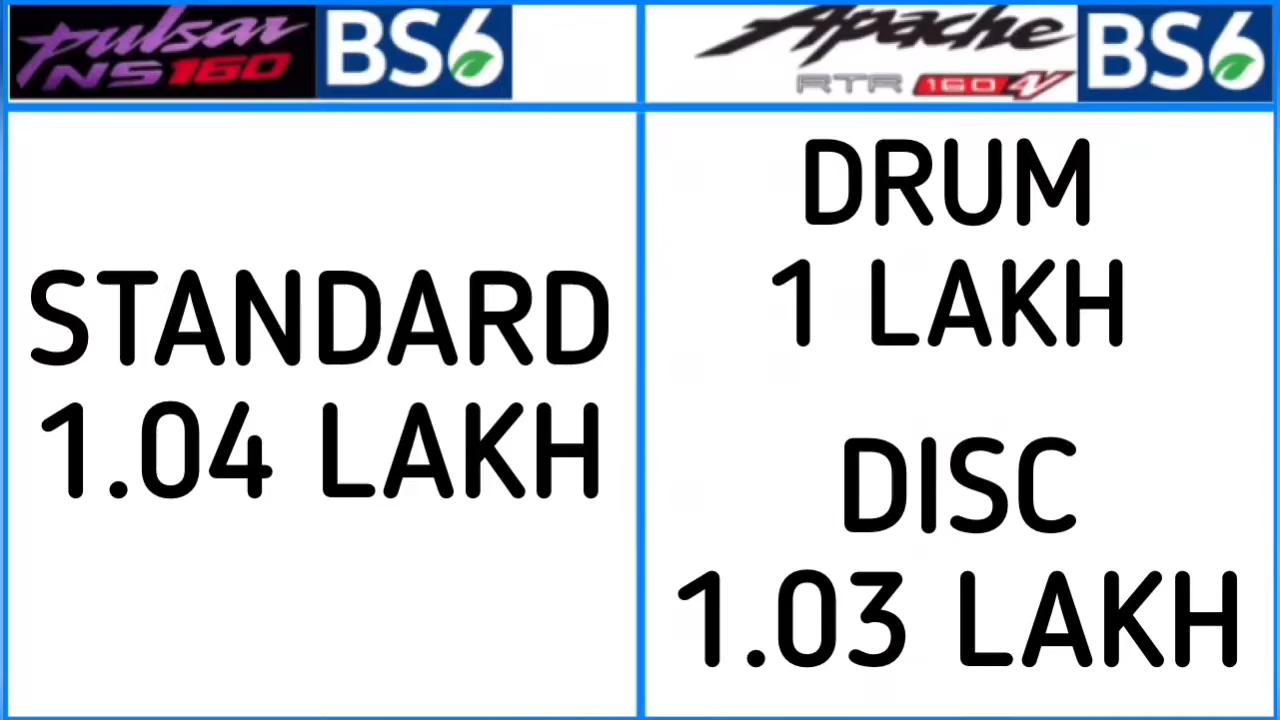 Pulsar
NS160
BS6
Apache
RTR 160 4V
BS6
STANDARD
1.04 LAKH
DRUM
1 LAKH
DISC
1.03 LAKH